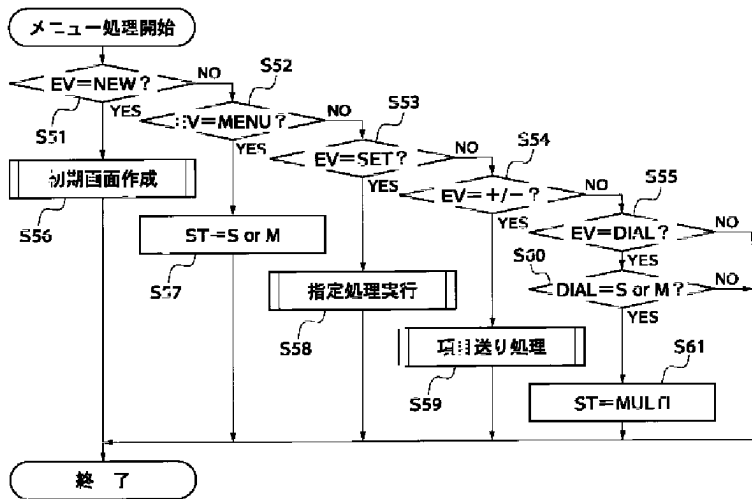 メニュー処理開始
EV=NEW?
NO
S52
S51
YES
EV=MENU?
NO
S53
初期画面作成
YES
EV=SET?
NO
S54
S56
YES
EV=+/-?
NO
S55
ST=S or M
YES
EV=DIAL?
NO
S57
S60
YES
指定処理実行
DIAL=S or M?
NO
S58
YES
項目送り処理
S59
S61
終 了